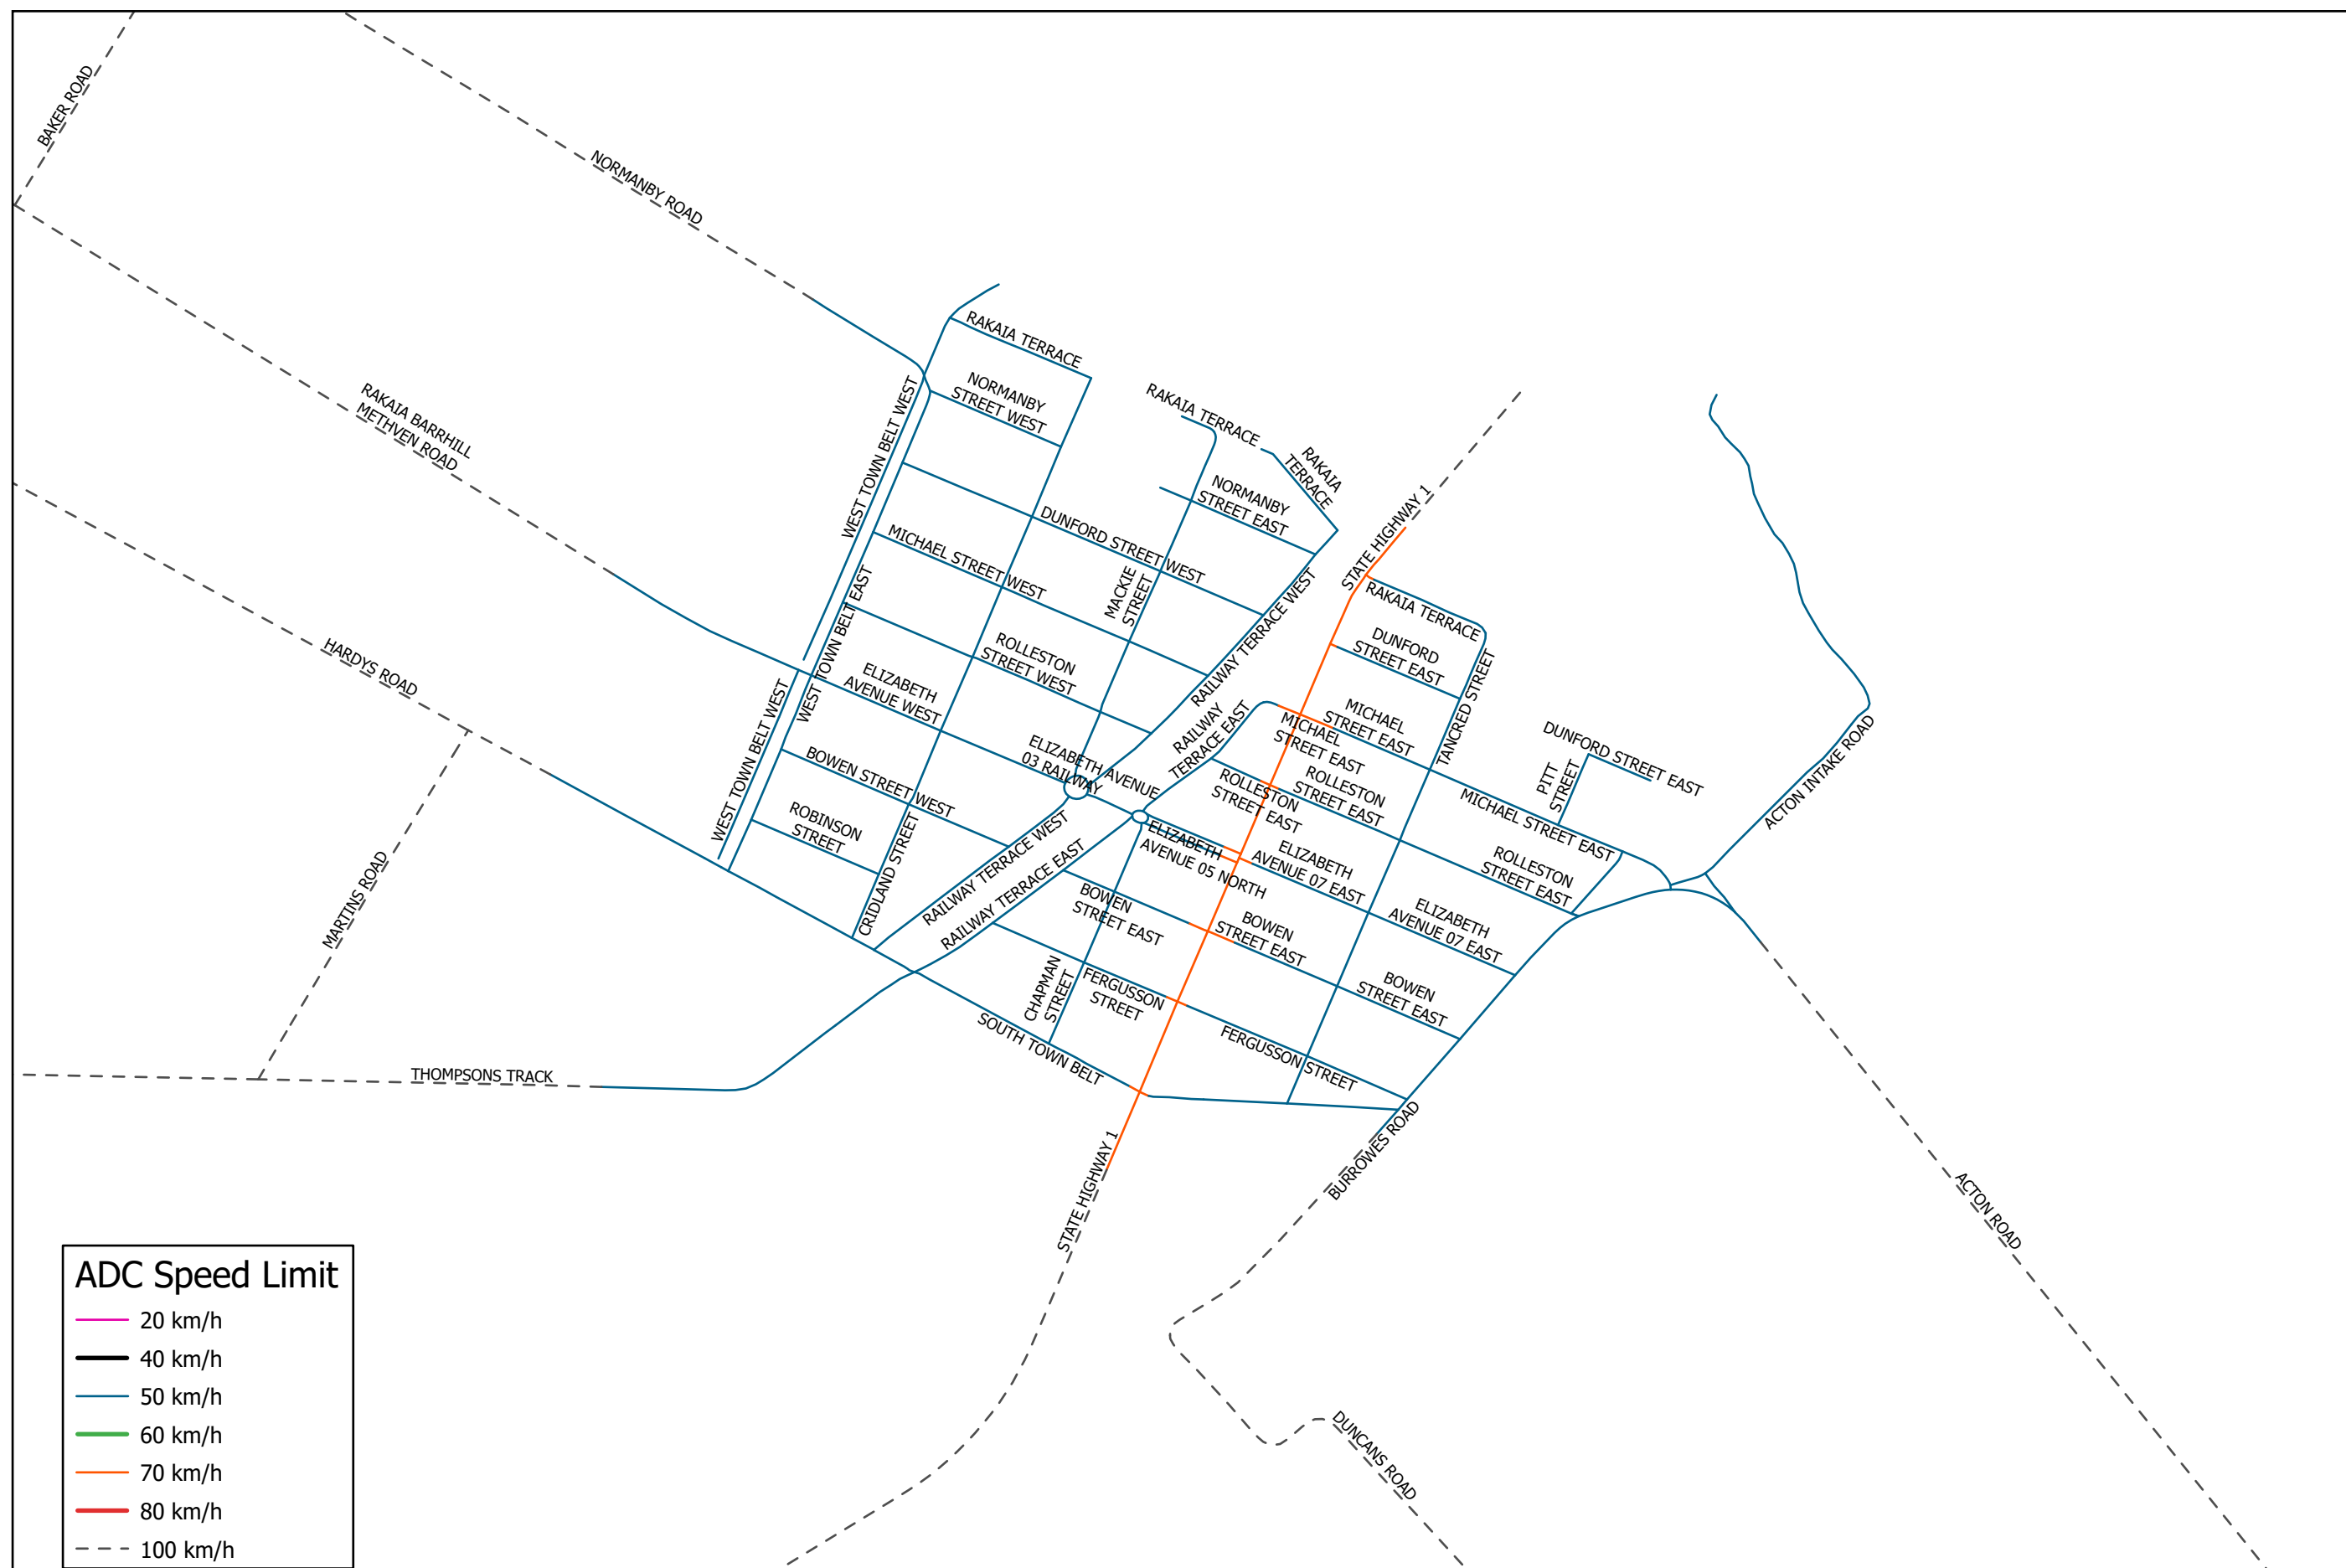 BAKER ROAD
NORMANBY ROAD
RAKAIA BARRHILL
METHVEN ROAD
HARDYS ROAD
MARTINS ROAD
THOMPSONS TRACK
RAKAIA TERRACE
NORMANBY
STREET WEST
WEST TOWN BELT WEST
RAKAIA TERRACE
RAKAIA
TERRACE
NORMANBY
STREET EAST
DUNFORD STREET WEST
MICHAEL STREET WEST
MACKIE
STREET
WEST TOWN BELT EAST
ROLLESTON
STREET WEST
RAILWAY TERRACE WEST
STATE HIGHWAY 1
RAKAIA TERRACE
DUNFORD
STREET EAST
TANCRED STREET
ELIZABETH
AVENUE WEST
WEST TOWN BELT WEST
BOWEN STREET WEST
ROBINSON
STREET
CRIDLAND STREET
ELIZABETH AVENUE
03 RAILWAY
RAILWAY
TERRACE EAST
MICHAEL
STREET EAST
MICHAEL
STREET EAST
ROLLESTON
STREET EAST
ROLLESTON
STREET EAST
MICHAEL STREET EAST
PITT
STREET
DUNFORD STREET EAST
ACTON INTAKE ROAD
ROLLESTON
STREET EAST
RAILWAY TERRACE WEST
RAILWAY TERRACE EAST
ELIZABETH
AVENUE 05 NORTH
ELIZABETH
AVENUE 07 EAST
ELIZABETH
AVENUE 07 EAST
BOWEN
STREET EAST
BOWEN
STREET EAST
BOWEN
STREET EAST
CHAPMAN
STREET
FERGUSSON
STREET
FERGUSSON STREET
SOUTH TOWN BELT
STATE HIGHWAY 1
BURROWES ROAD
ACTON ROAD
DUNCANS ROAD
ADC Speed Limit
20 km/h
40 km/h
50 km/h
60 km/h
70 km/h
80 km/h
100 km/h